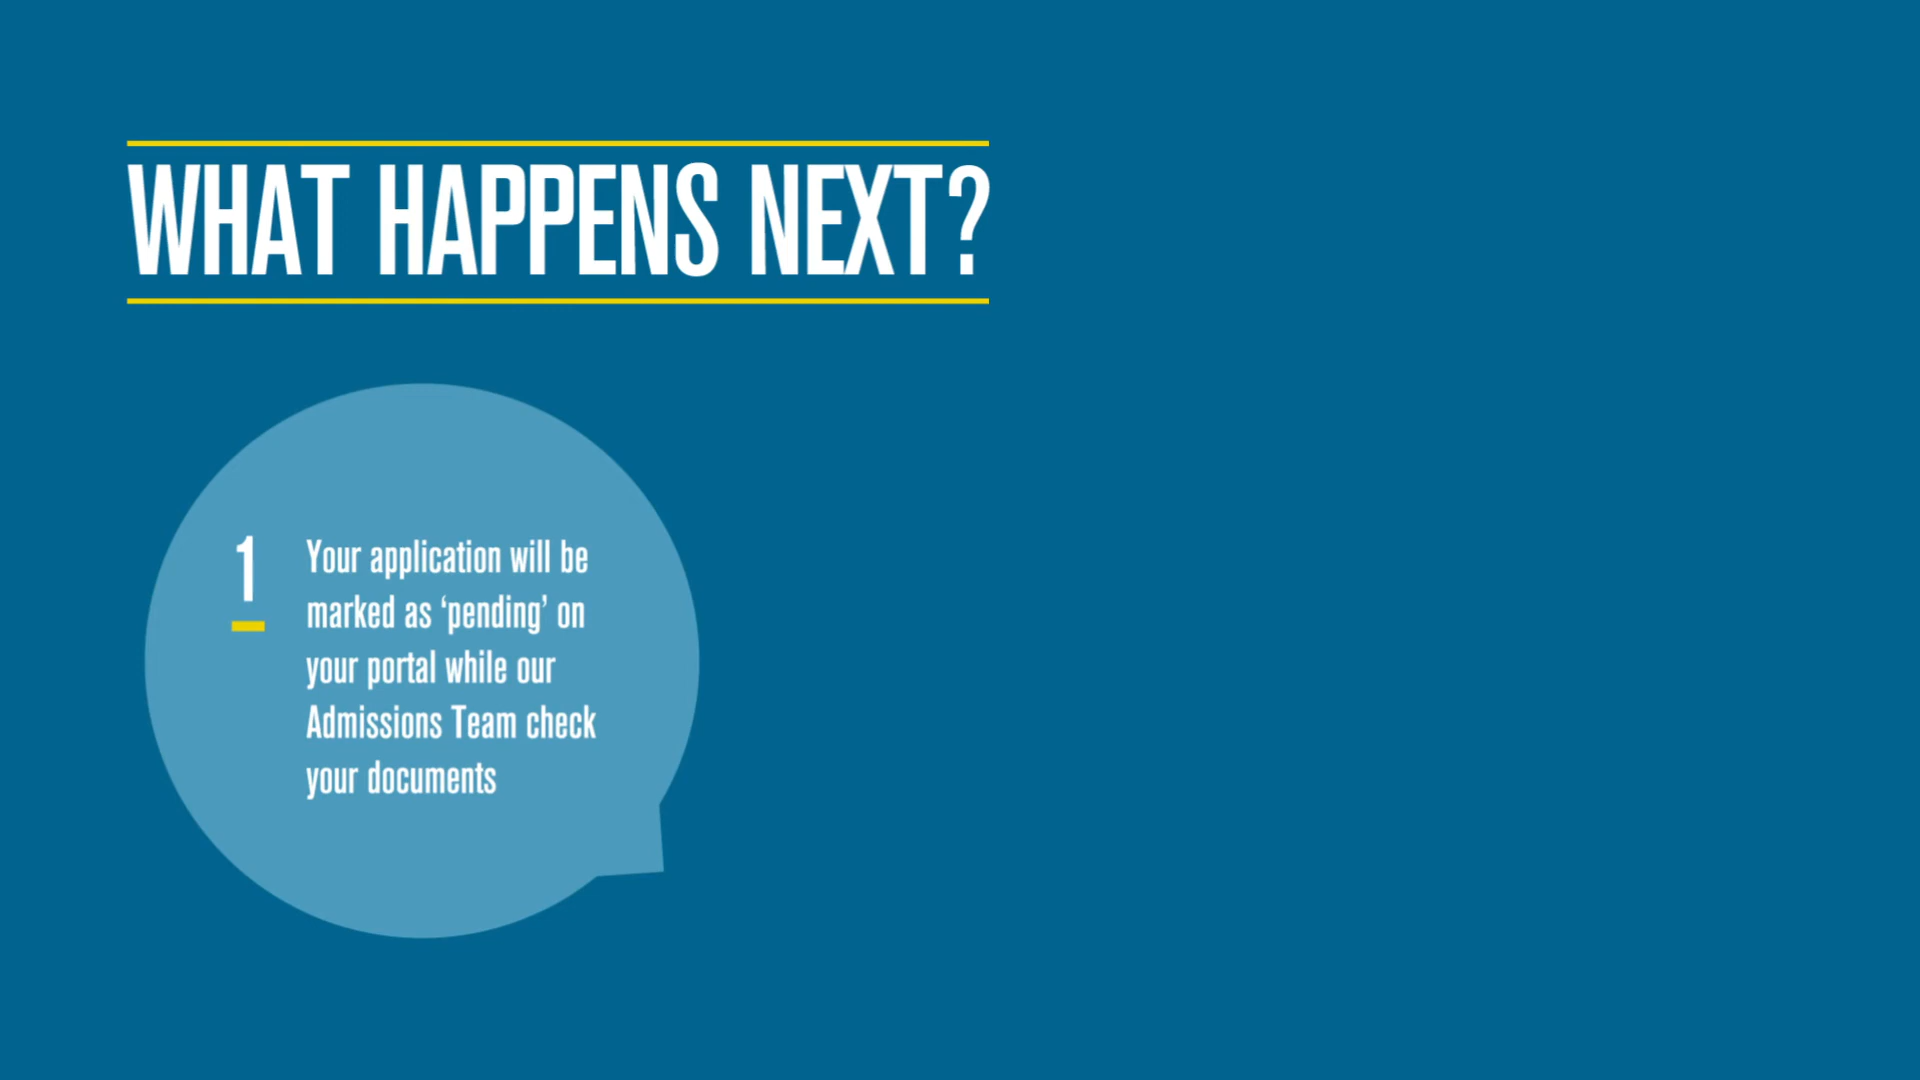 WHAT HAPPENS NEXT?
1
Your application will be
marked as ‘pending’ on
your portal while our
Admissions Team check
your documents